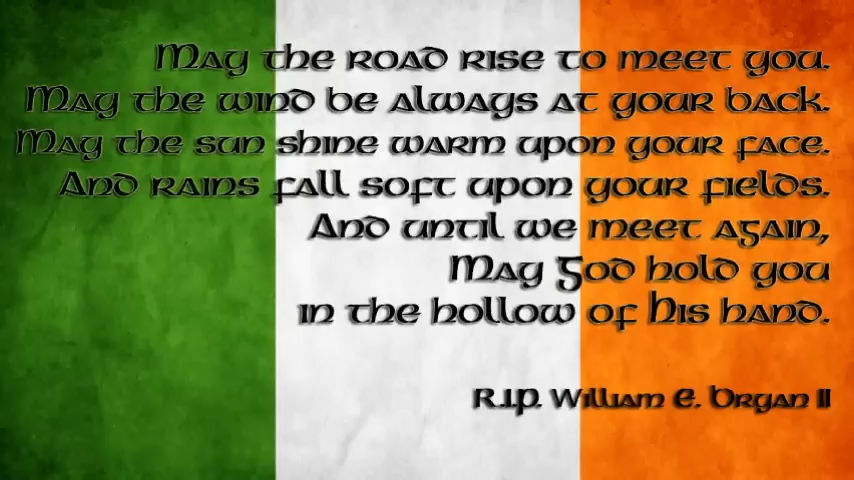 May the road rise to meet you.
May the wind be always at your back.
May the sun shine warm upon your face.
And rains fall soft upon your fields.
And until we meet again,
May God hold you
in the hollow of His hand.
R.I.P. William E. Bryan II